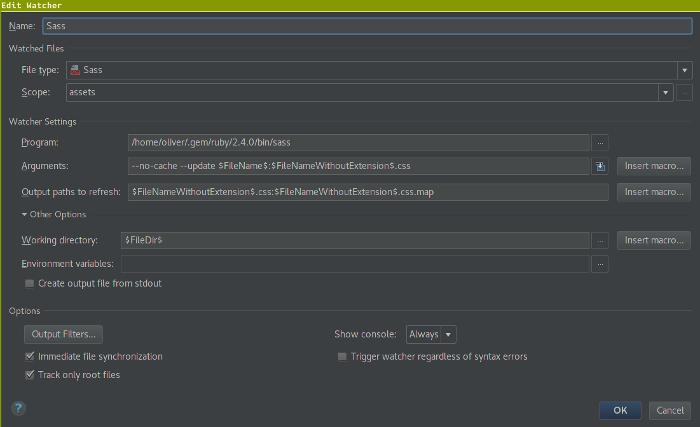 Edit Watcher
Name: Sass
Watched Files
File type: Sass
Scope: assets ...
Watcher Settings
Program: /home/oliver/.gem/ruby/2.4.0/bin/sass ...
Arguments: --no-cache --update $FileName$:$FileNameWithoutExtension$.css Insert macro...
Output paths to refresh: $FileNameWithoutExtension$.css:$FileNameWithoutExtension$.css.map Insert macro...
Other Options
Working directory: $FileDir$ ... Insert macro...
Environment variables: ...
Create output file from stdout
Options
Output Filters... Show console: Always
Immediate file synchronization Trigger watcher regardless of syntax errors
Track only root files
? OK Cancel